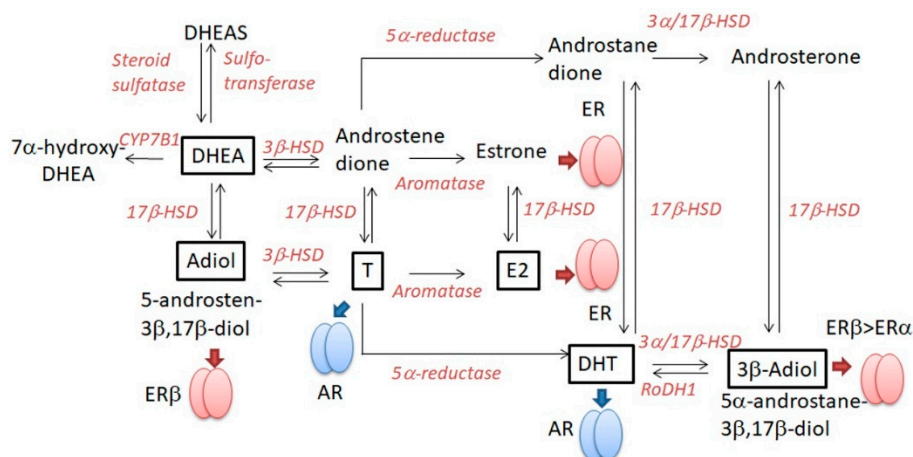 DHEAS
Steroid
sulfatase
Sulfo-
transferase
5α-reductase
Androstane
dione
3α/17β-HSD
Androsterone
7α-hydroxy-
DHEA
CYP7B1
DHEA
3β-HSD
Androstene
dione
Aromatase
Estrone
ER
17β-HSD
17β-HSD
17β-HSD
17β-HSD
17β-HSD
Adiol
3β-HSD
T
Aromatase
E2
ER
5-androsten-
3β,17β-diol
ERβ
AR
5α-reductase
DHT
3α/17β-HSD
RoDH1
3β-Adiol
ERβ>ERα
5α-androstane-
3β,17β-diol
AR